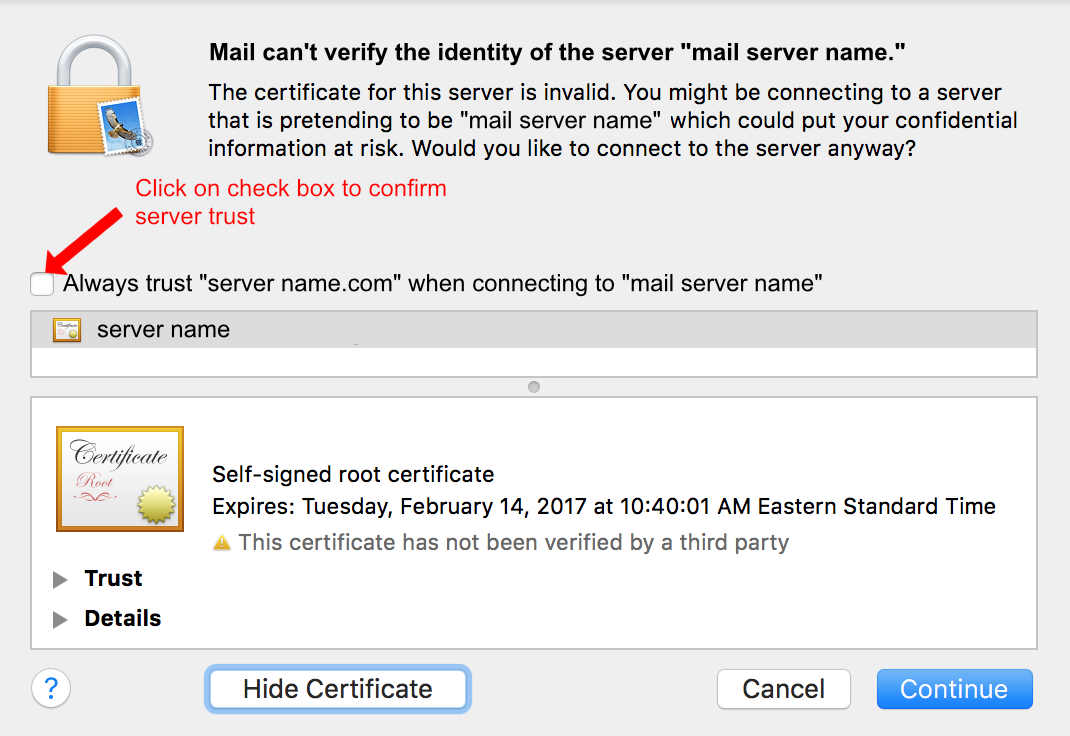 Mail can't verify the identity of the server "mail server name."
The certificate for this server is invalid. You might be connecting to a server
that is pretending to be "mail server name" which could put your confidential
information at risk. Would you like to connect to the server anyway?
Click on check box to confirm
server trust
Always trust "server name.com" when connecting to "mail server name"
server name
Certificate
Root
Self-signed root certificate
Expires: Tuesday, February 14, 2017 at 10:40:01 AM Eastern Standard Time
This certificate has not been verified by a third party
Trust
Details
?
Hide Certificate
Cancel
Continue